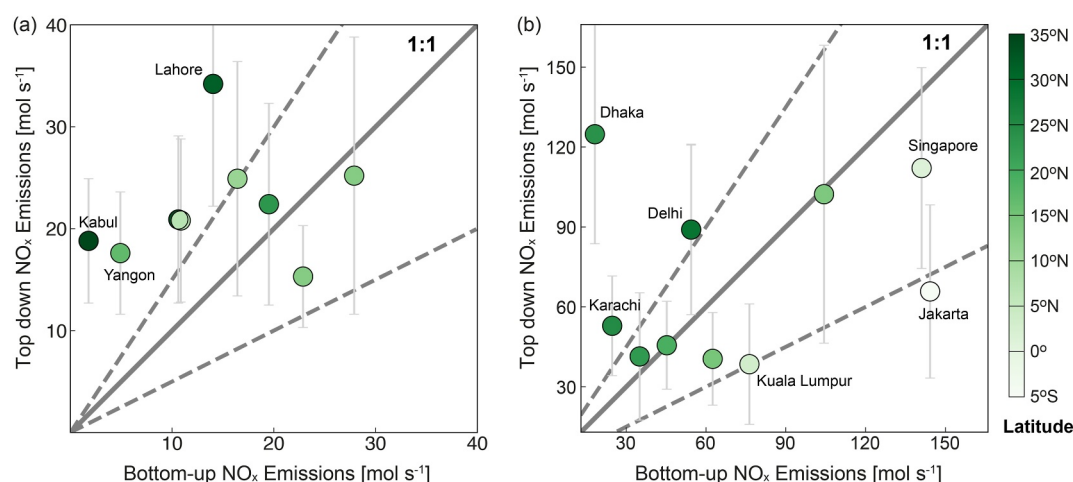 (a)
1:1
Lahore
Kabul
Yangon
40
30
20
10
10
20
30
40
Top down NOₓ Emissions [mol s⁻¹]
Bottom-up NOₓ Emissions [mol s⁻¹]
(b)
1:1
Dhaka
Singapore
Delhi
Karachi
Jakarta
Kuala Lumpur
150
120
90
60
30
30
60
90
120
150
Top down NOₓ Emissions [mol s⁻¹]
Bottom-up NOₓ Emissions [mol s⁻¹]
35ºN
30ºN
25ºN
20ºN
15ºN
10ºN
5ºN
0º
5ºS
Latitude